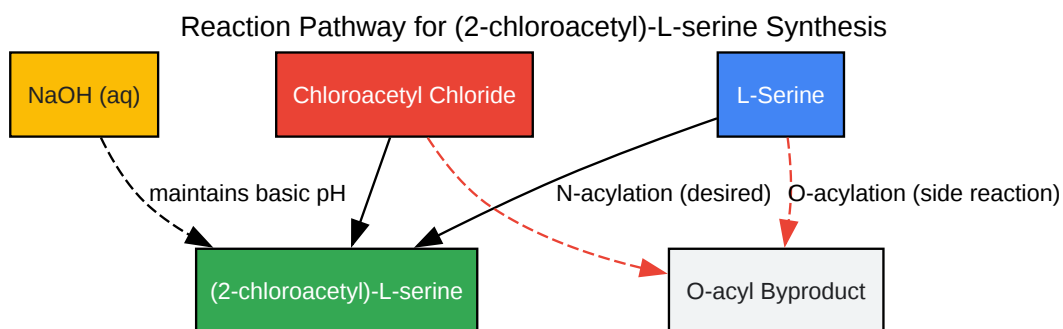 Reaction Pathway for (2-chloroacetyl)-L-serine Synthesis
NaOH (aq)
Chloroacetyl Chloride
L-Serine
maintains basic pH
N-acylation (desired)
O-acylation (side reaction)
(2-chloroacetyl)-L-serine
O-acyl Byproduct